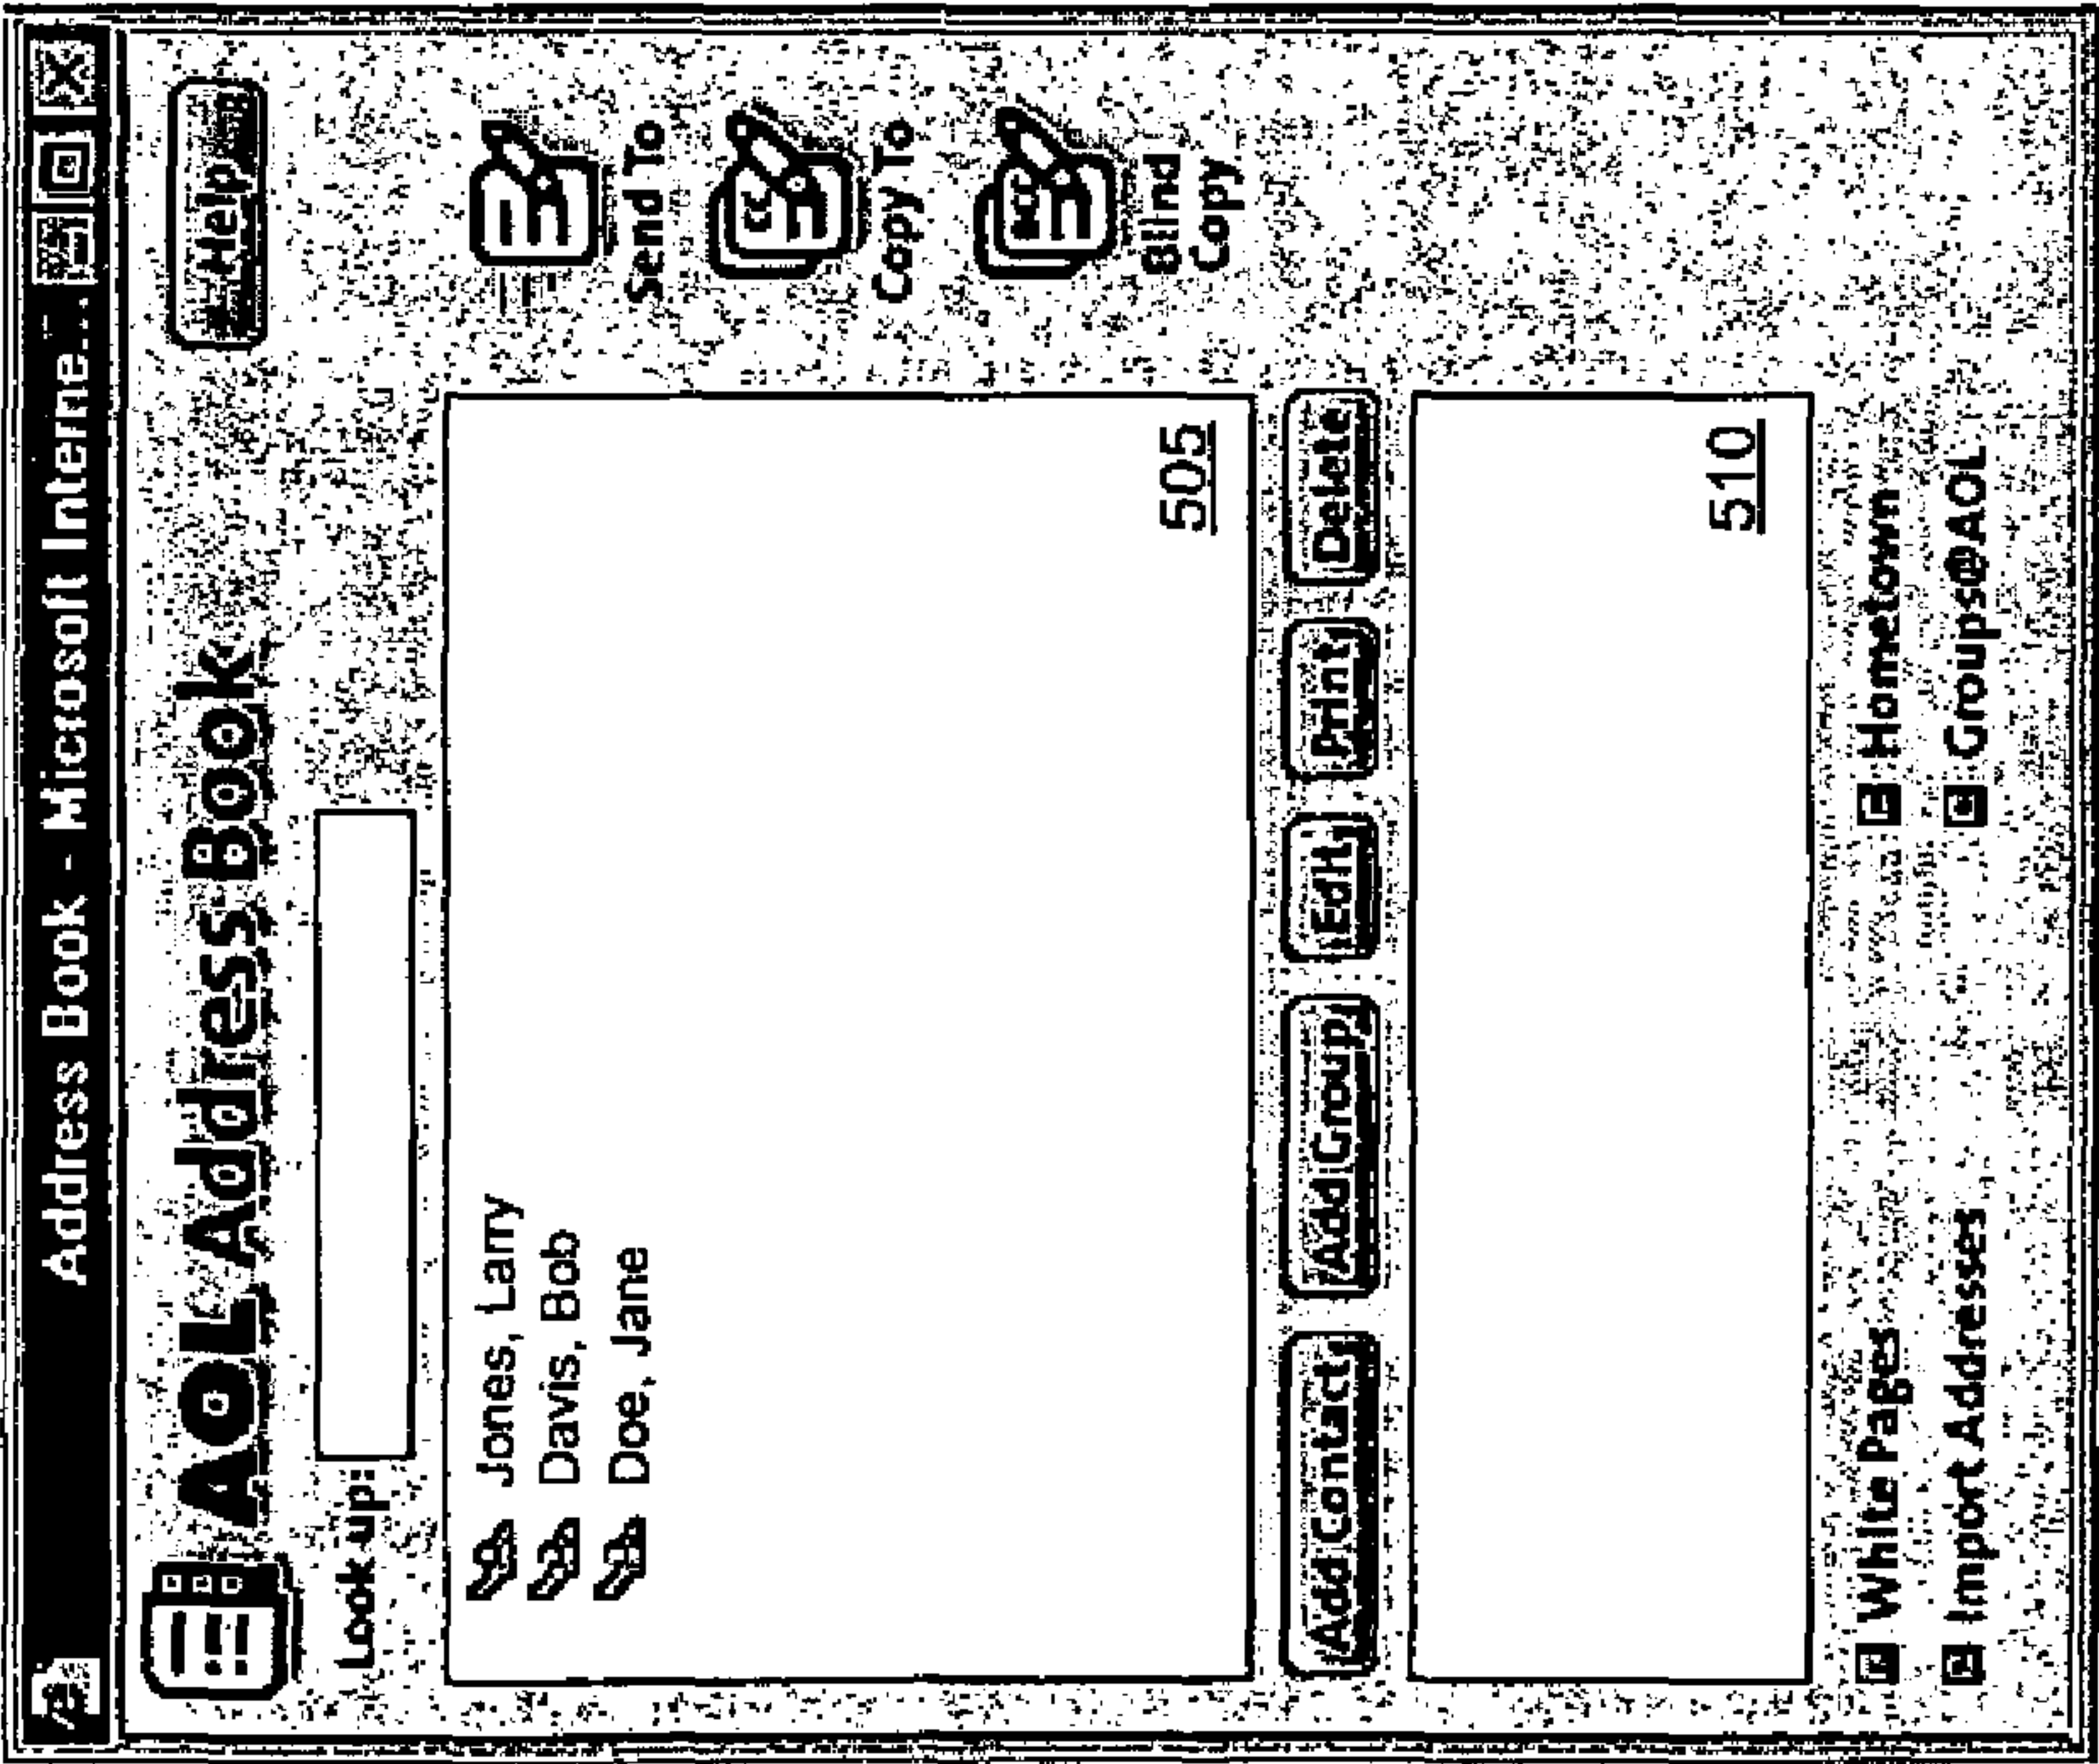 Address Book - Microsoft Interne...
AOL Address Book
Help
Look up:
Jones, Larry
Davis, Bob
Doe, Jane
Send To
CC
Copy To
BCC
Blind
Copy
505
Add Contact
Add Group
Edit
Print
Delete
510
White Pages
Hometown
Import Addresses
Groups@AOL